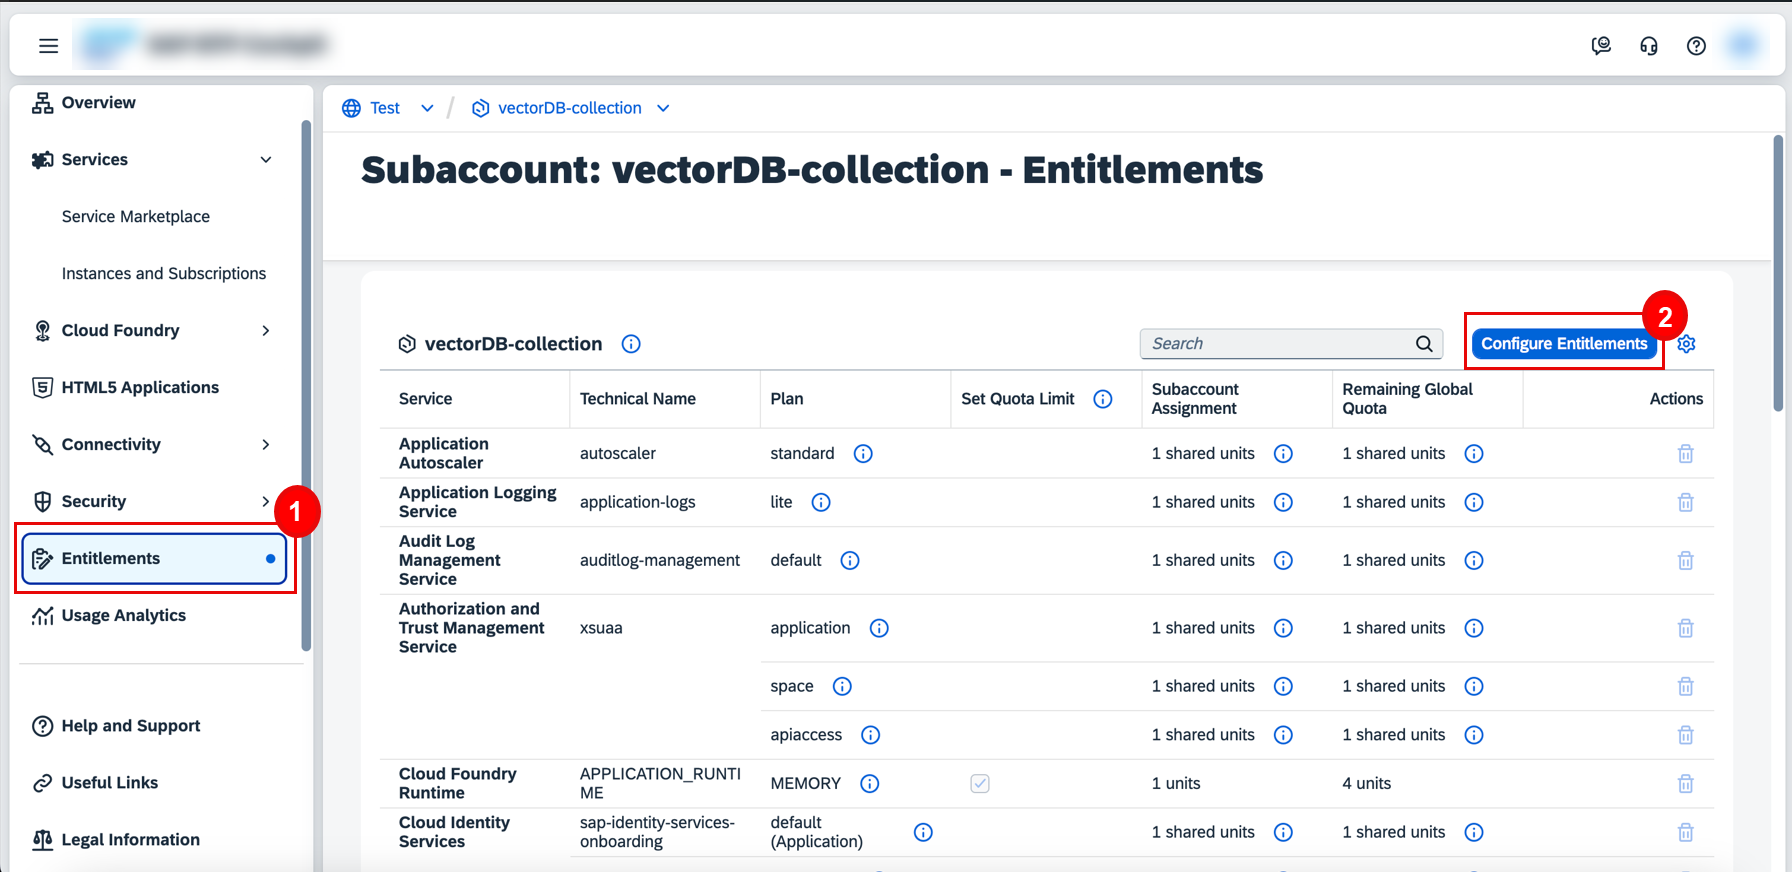 Overview
Services
Service Marketplace
Instances and Subscriptions
Cloud Foundry
HTML5 Applications
Connectivity
Security
1
Entitlements
Usage Analytics
Help and Support
Useful Links
Legal Information
Test / vectorDB-collection
Subaccount: vectorDB-collection - Entitlements
2
vectorDB-collection Search Configure Entitlements
Service Technical Name Plan Set Quota Limit Subaccount Assignment Remaining Global Quota Actions
Application Autoscaler autoscaler standard 1 shared units 1 shared units
Application Logging Service application-logs lite 1 shared units 1 shared units
Audit Log Management Service auditlog-management default 1 shared units 1 shared units
Authorization and Trust Management Service xsuaa application 1 shared units 1 shared units
space 1 shared units 1 shared units
apiaccess 1 shared units 1 shared units
Cloud Foundry Runtime APPLICATION_RUNTIME MEMORY 1 units 4 units
Cloud Identity Services sap-identity-services-onboarding default (Application) 1 shared units 1 shared units